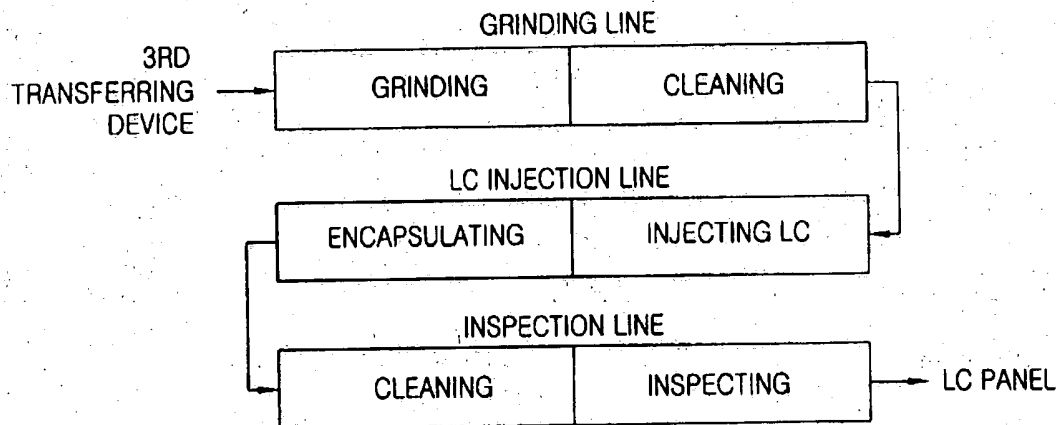 GRINDING LINE
3RD
TRANSFERRING
DEVICE
GRINDING
CLEANING
LC INJECTION LINE
ENCAPSULATING
INJECTING LC
INSPECTION LINE
CLEANING
INSPECTING
LC PANEL